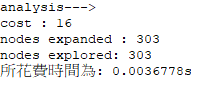 analysis--->
cost : 16
nodes expanded : 303
nodes explored: 303
所花費時間為: 0.0036778s